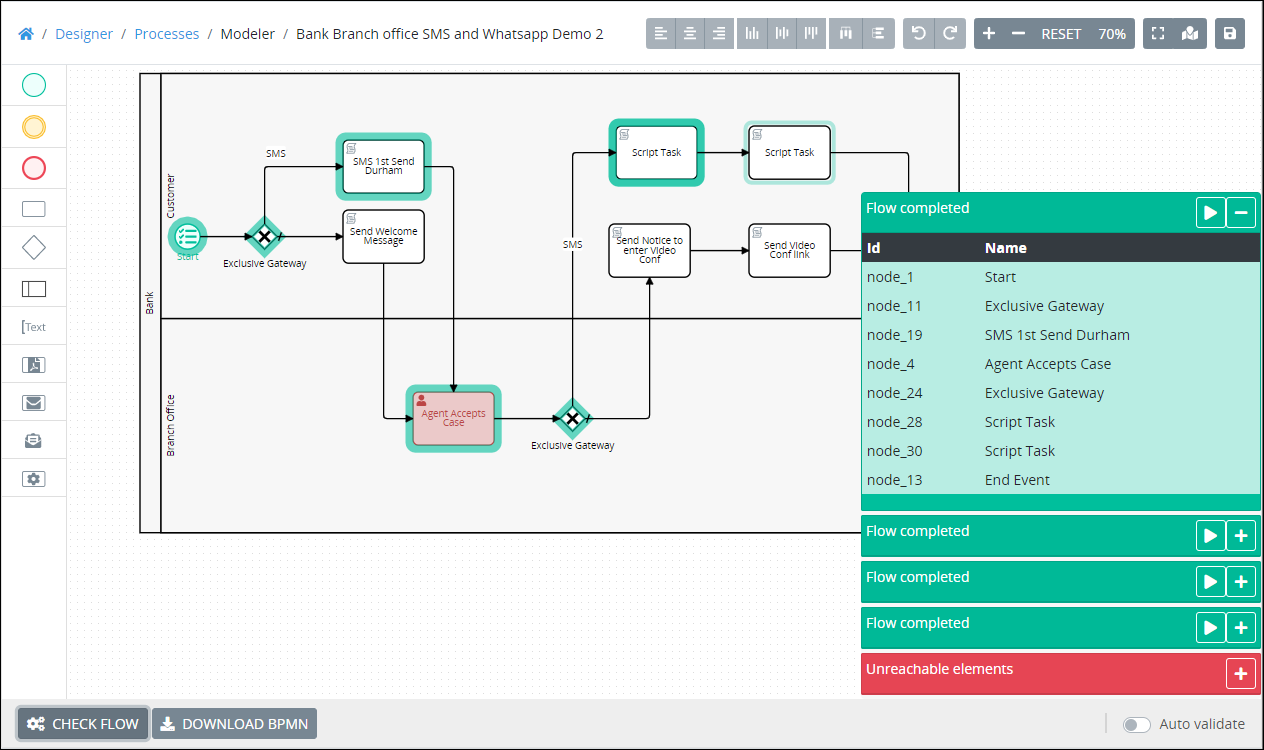 / Designer / Processes / Modeler / Bank Branch office SMS and Whatsapp Demo 2
RESET 70%
[Text
Bank
Customer
Branch Office
Start
Exclusive Gateway
SMS
SMS 1st Send
Durham
Send Welcome
Message
Agent Accepts
Case
Exclusive Gateway
SMS
Script Task
Script Task
Send Notice to
enter Video
Conf
Send Video
Conf link
Flow completed
Id Name
node_1 Start
node_11 Exclusive Gateway
node_19 SMS 1st Send Durham
node_4 Agent Accepts Case
node_24 Exclusive Gateway
node_28 Script Task
node_30 Script Task
node_13 End Event
Flow completed
Flow completed
Flow completed
Unreachable elements
CHECK FLOW DOWNLOAD BPMN
Auto validate